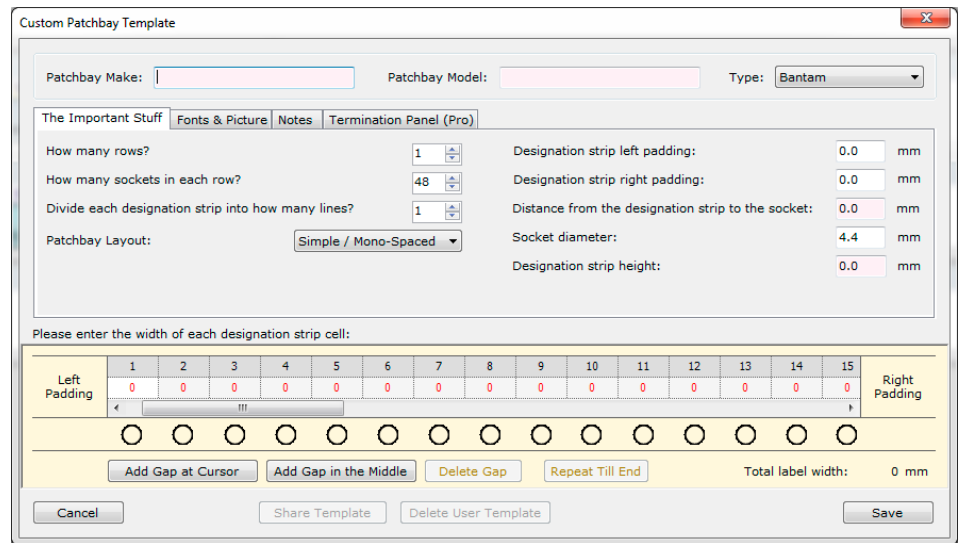 Custom Patchbay Template
Patchbay Make: Patchbay Model: Type: Bantam
The Important Stuff Fonts & Picture Notes Termination Panel (Pro)
How many rows? 1 Designation strip left padding: 0.0 mm
How many sockets in each row? 48 Designation strip right padding: 0.0 mm
Divide each designation strip into how many lines? 1 Distance from the designation strip to the socket: 0.0 mm
Patchbay Layout: Simple / Mono-Spaced Socket diameter: 4.4 mm
Designation strip height: 0.0 mm
Please enter the width of each designation strip cell:
1 2 3 4 5 6 7 8 9 10 11 12 13 14 15
Left Padding 0 0 0 0 0 0 0 0 0 0 0 0 0 0 0 Right Padding
Add Gap at Cursor Add Gap in the Middle Delete Gap Repeat Till End Total label width: 0 mm
Cancel Share Template Delete User Template Save